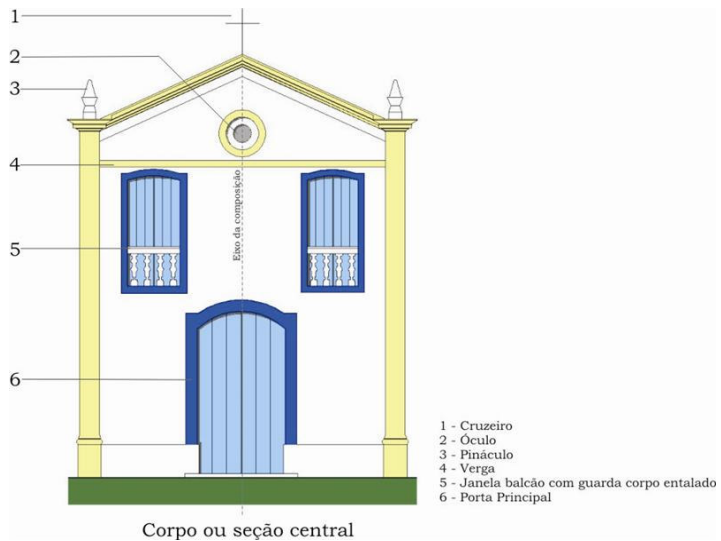 1
2
3
4
Eixo da composição
5
6
1 - Cruzeiro
2 - Óculo
3 - Pináculo
4 - Verga
5 - Janela balcão com guarda corpo entalado
6 - Porta Principal
Corpo ou seção central